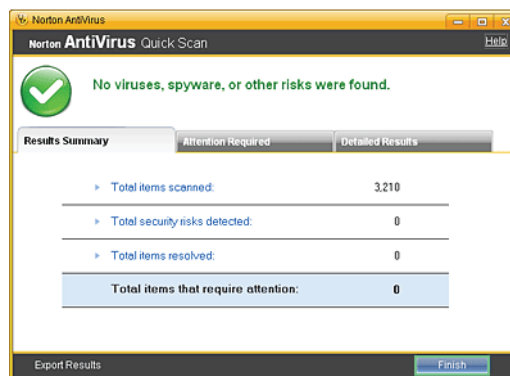 Norton AntiVirus
Norton AntiVirus Quick Scan Help
No viruses, spyware, or other risks were found.
Results Summary Attention Required Detailed Results
Total items scanned: 3,210
Total security risks detected: 0
Total items resolved: 0
Total items that require attention: 0
Export Results Finish